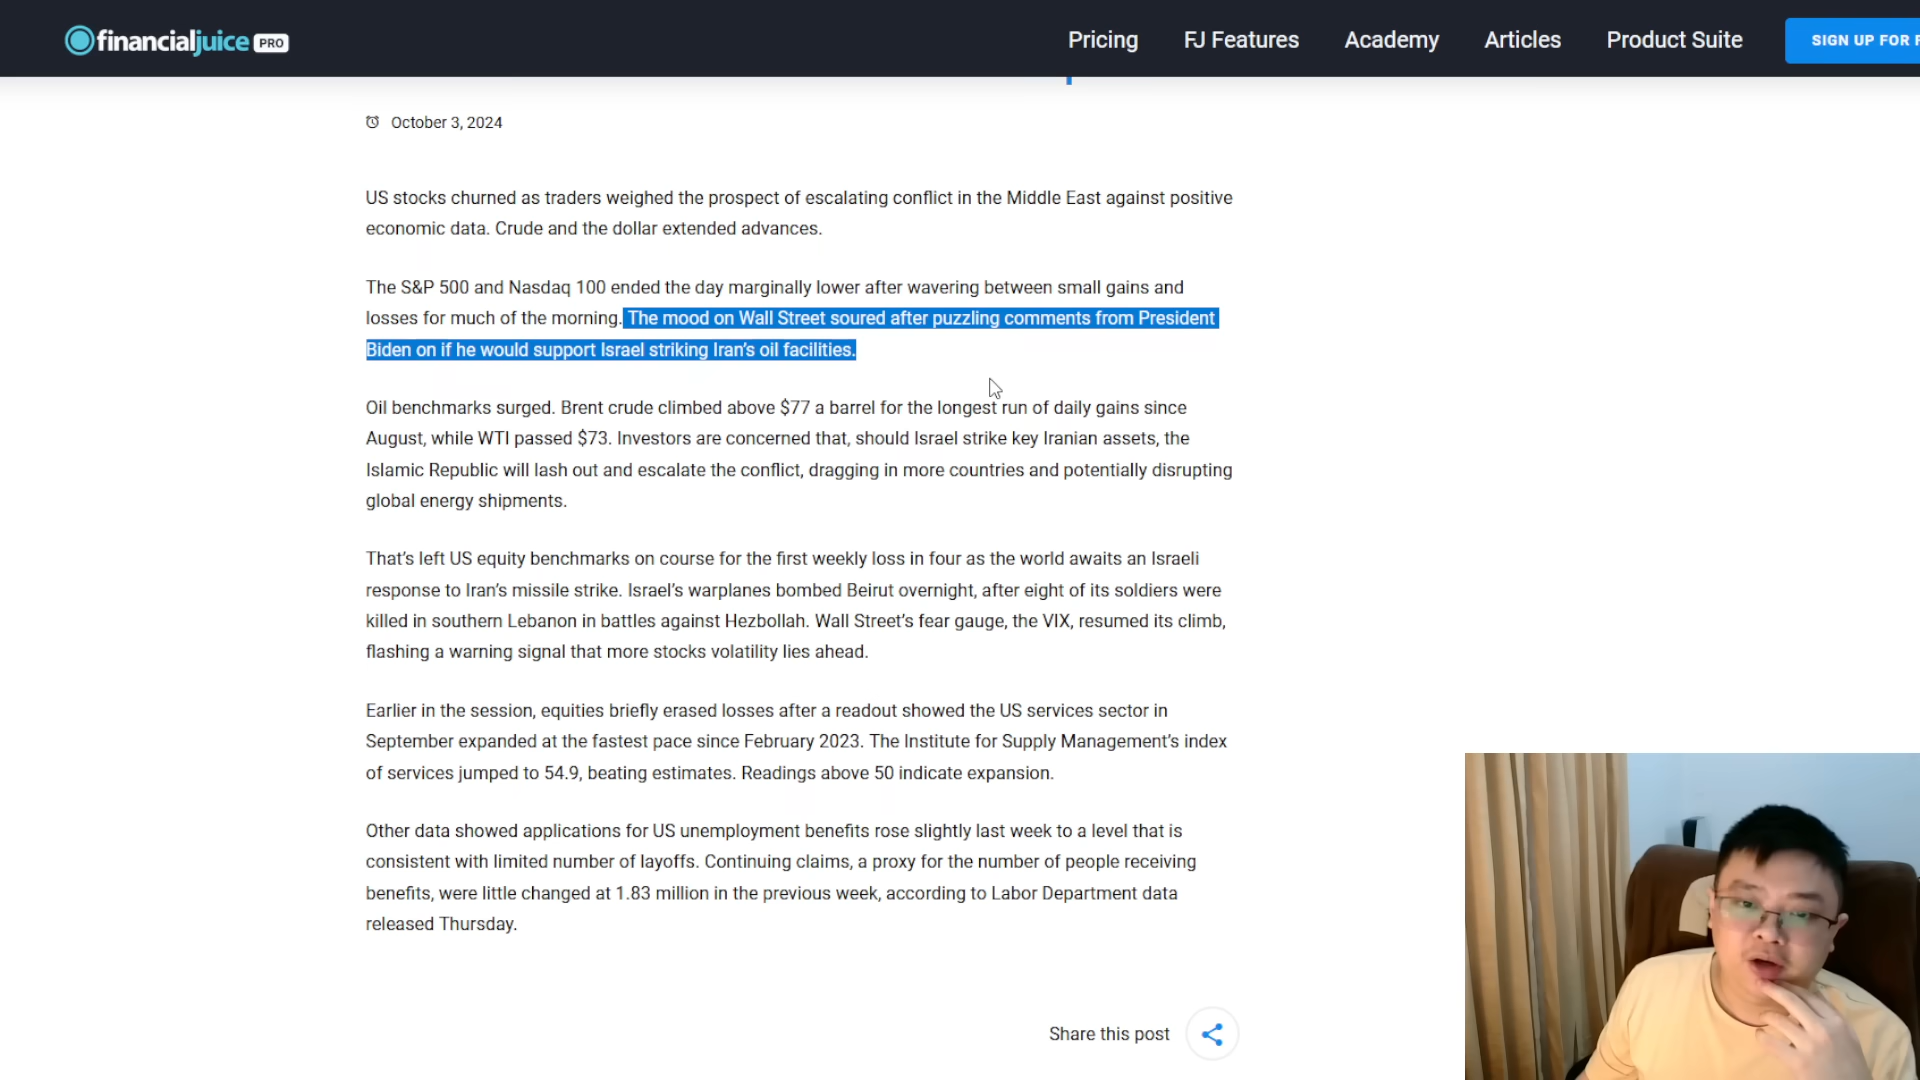 financialjuice PRO
Pricing
FJ Features
Academy
Articles
Product Suite
SIGN UP FOR
October 3, 2024
US stocks churned as traders weighed the prospect of escalating conflict in the Middle East against positive
economic data. Crude and the dollar extended advances.
The S&P 500 and Nasdaq 100 ended the day marginally lower after wavering between small gains and
losses for much of the morning. The mood on Wall Street soured after puzzling comments from President
Biden on if he would support Israel striking Iran's oil facilities.
Oil benchmarks surged. Brent crude climbed above $77 a barrel for the longest run of daily gains since
August, while WTI passed $73. Investors are concerned that, should Israel strike key Iranian assets, the
Islamic Republic will lash out and escalate the conflict, dragging in more countries and potentially disrupting
global energy shipments.
That's left US equity benchmarks on course for the first weekly loss in four as the world awaits an Israeli
response to Iran's missile strike. Israel's warplanes bombed Beirut overnight, after eight of its soldiers were
killed in southern Lebanon in battles against Hezbollah. Wall Street's fear gauge, the VIX, resumed its climb,
flashing a warning signal that more stocks volatility lies ahead.
Earlier in the session, equities briefly erased losses after a readout showed the US services sector in
September expanded at the fastest pace since February 2023. The Institute for Supply Management's index
of services jumped to 54.9, beating estimates. Readings above 50 indicate expansion.
Other data showed applications for US unemployment benefits rose slightly last week to a level that is
consistent with limited number of layoffs. Continuing claims, a proxy for the number of people receiving
benefits, were little changed at 1.83 million in the previous week, according to Labor Department data
released Thursday.
Share this post